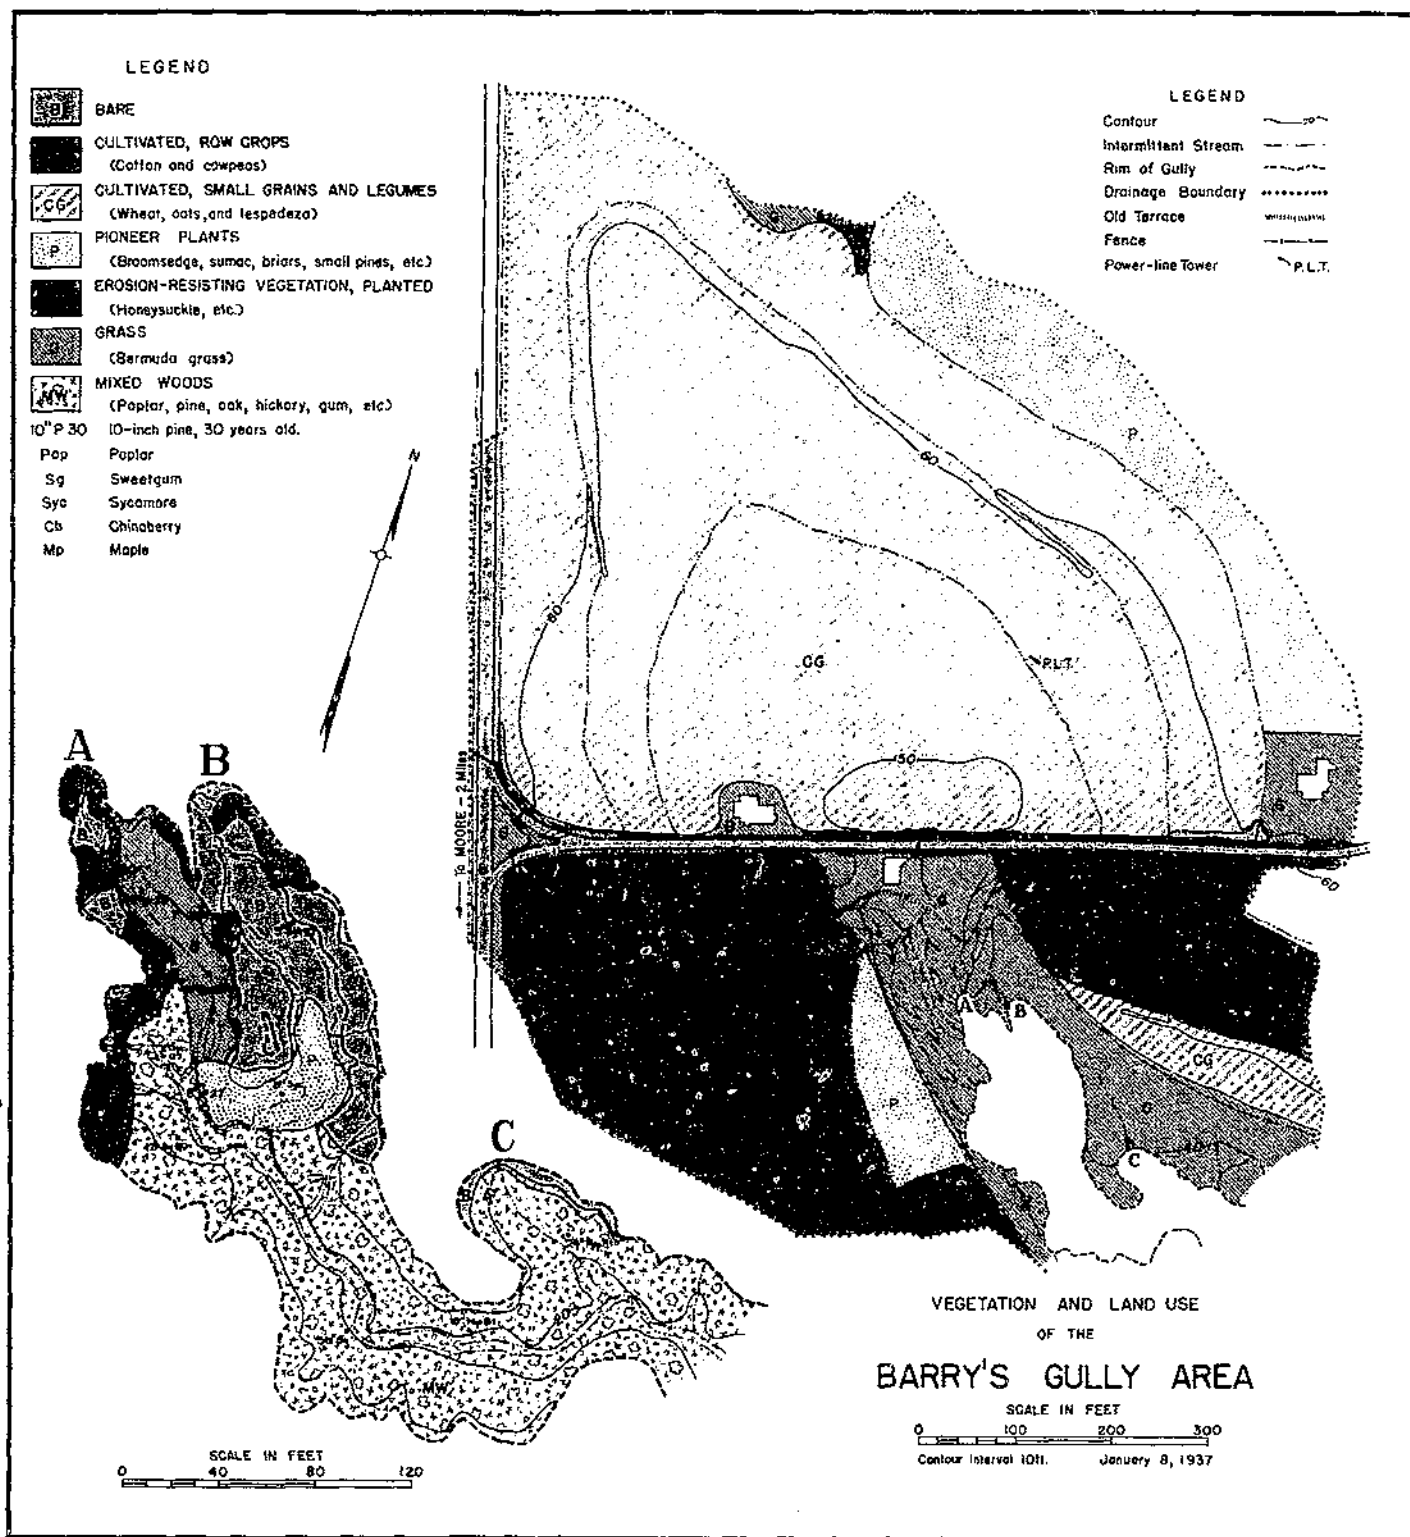 LEGEND
B
BARE
CULTIVATED, ROW CROPS
(Cotton and cowpeas)
CG
CULTIVATED, SMALL GRAINS AND LEGUMES
(Wheat, oats, and lespedeza)
P
PIONEER PLANTS
(Broomsedge, sumac, briars, small pines, etc)
EROSION-RESISTING VEGETATION, PLANTED
(Honeysuckle, etc.)
G
GRASS
(Bermuda grass)
MW
MIXED WOODS
(Poplar, pine, oak, hickory, gum, etc)
10" P 30 10-inch pine, 30 years old.
Pop Poplar
Sg Sweetgum
Syc Sycamore
Cb Chinaberry
Mp Maple
N
LEGEND
Contour
Intermittent Stream
Rim of Gully
Drainage Boundary
Old Terrace
Fence
Power-line Tower P.L.T.
G
P
60
60
CG
P.L.T.
50
G
TO MOORE - 2 Miles
60
G
A
B
CG
P
G
C
A
B
P
C
MW
VEGETATION AND LAND USE
OF THE
BARRY'S GULLY AREA
SCALE IN FEET
0 100 200 300
Contour Interval 10ft. January 8, 1937
SCALE IN FEET
0 40 80 120